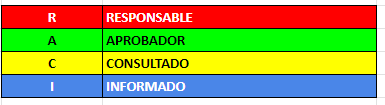 R RESPONSABLE
A APROBADOR
C CONSULTADO
I INFORMADO